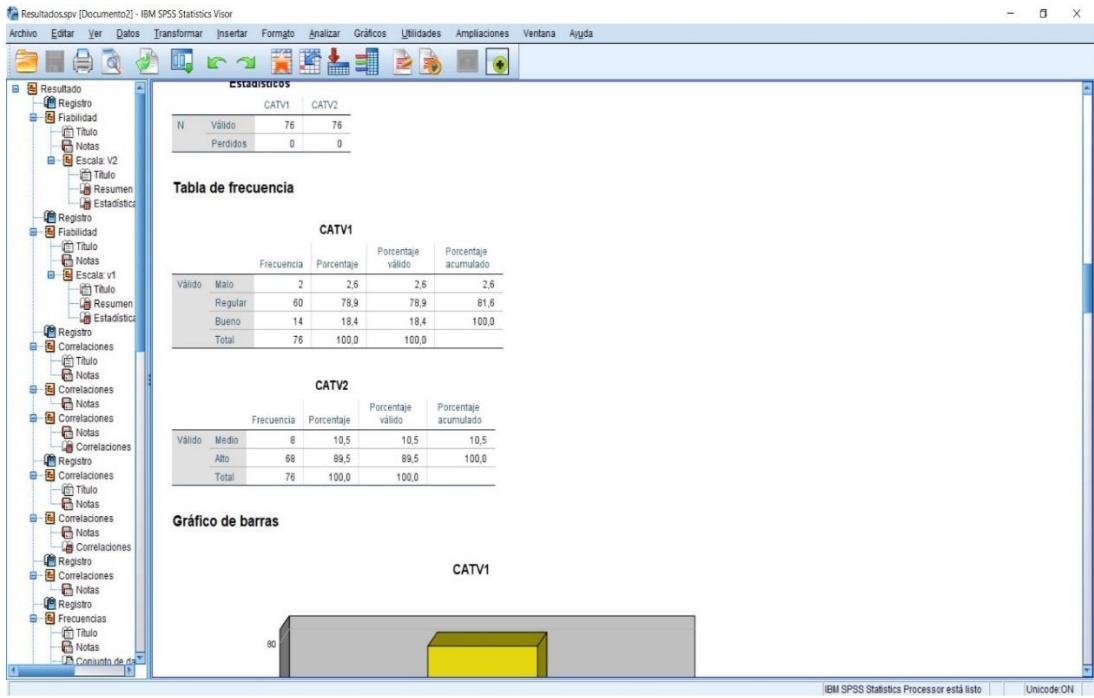 Resultados.spv [Documento2] - IBM SPSS Statistics Visor
Archivo Editar Ver Datos Transformar Insertar Formato Analizar Gráficos Utilidades Ampliaciones Ventana Ayuda
Resultado
Registro
Fiabilidad
Título
Notas
Escala: V2
Título
Resumen
Estadística
Registro
Fiabilidad
Título
Notas
Escala: v1
Título
Resumen
Estadística
Registro
Correlaciones
Título
Notas
Correlaciones
Notas
Correlaciones
Notas
Correlaciones
Registro
Correlaciones
Título
Notas
Correlaciones
Notas
Correlaciones
Registro
Correlaciones
Notas
Registro
Frecuencias
Título
Notas
Conjunto de da
Estadísticos
CATV1 CATV2
N Válido 76 76
Perdidos 0 0
Tabla de frecuencia
CATV1
Frecuencia Porcentaje Porcentaje válido Porcentaje acumulado
Válido Malo 2 2,6 2,6 2,6
Regular 60 78,9 78,9 81,6
Bueno 14 18,4 18,4 100,0
Total 76 100,0 100,0
CATV2
Frecuencia Porcentaje Porcentaje válido Porcentaje acumulado
Válido Medio 8 10,5 10,5 10,5
Alto 68 89,5 89,5 100,0
Total 76 100,0 100,0
Gráfico de barras
CATV1
IBM SPSS Statistics Processor está listo Unicode:ON